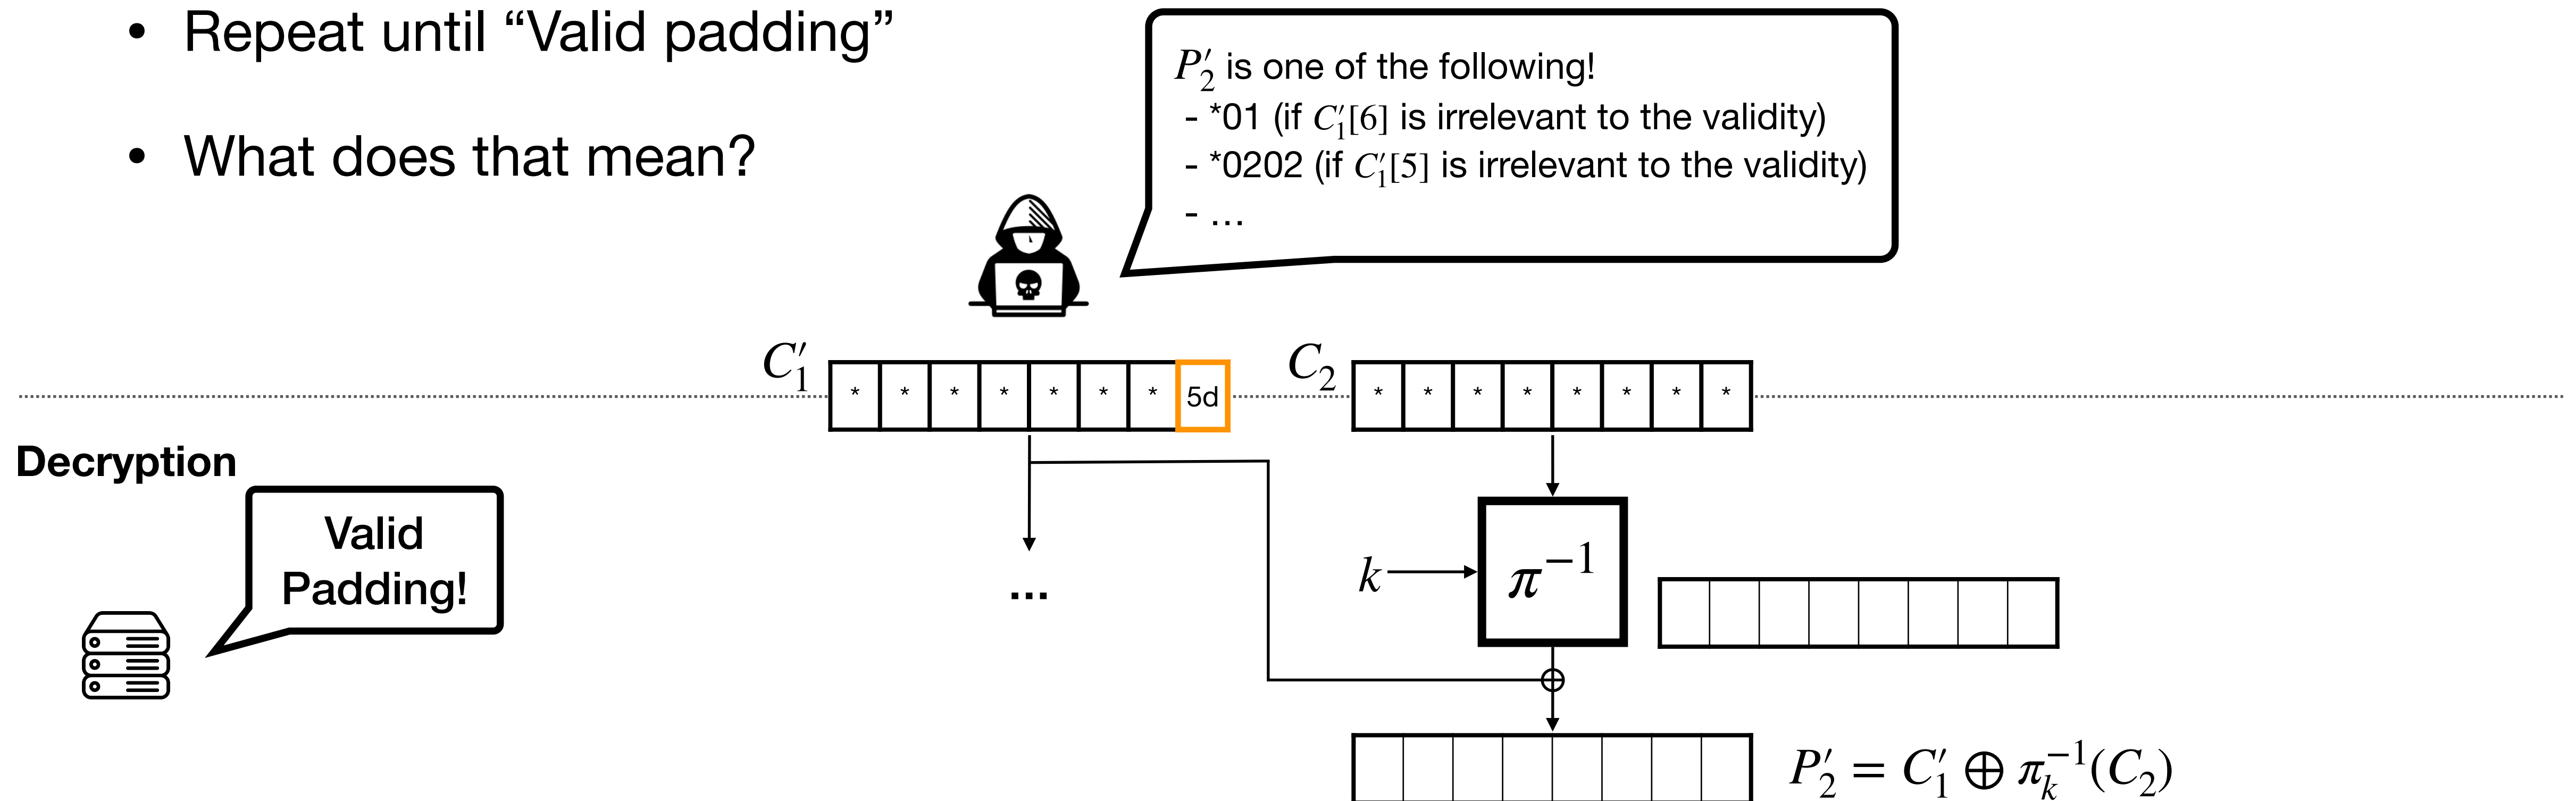 • Repeat until “Valid padding”
• What does that mean?
P′₂ is one of the following!
- *01 (if C′₁[6] is irrelevant to the validity)
- *0202 (if C′₁[5] is irrelevant to the validity)
- ...
C′₁ * * * * * * * 5d C₂ * * * * * * * *
Decryption
Valid
Padding!
...
k
π⁻¹
⊕
P′₂ = C′₁ ⊕ πₖ⁻¹(C₂)